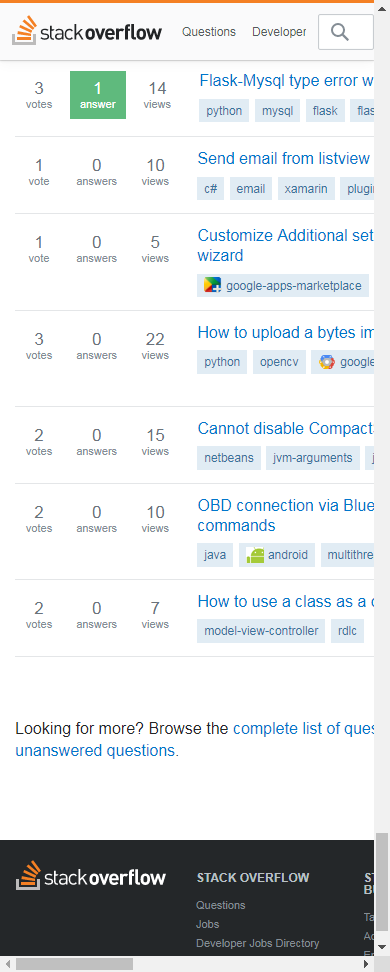 stackoverflow Questions Developer
3 1 14 Flask-Mysql type error w
votes answer views python mysql flask flas
1 0 10 Send email from listview
vote answers views c# email xamarin plugin
1 0 5 Customize Additional set
vote answers views wizard
google-apps-marketplace
3 0 22 How to upload a bytes im
votes answers views python opencv google
2 0 15 Cannot disable Compact
votes answers views netbeans jvm-arguments j
2 0 10 OBD connection via Blue
votes answers views commands
java android multithre
2 0 7 How to use a class as a
votes answers views model-view-controller rdlc
Looking for more? Browse the complete list of ques
unanswered questions.
stackoverflow STACK OVERFLOW
Questions
Jobs
Developer Jobs Directory